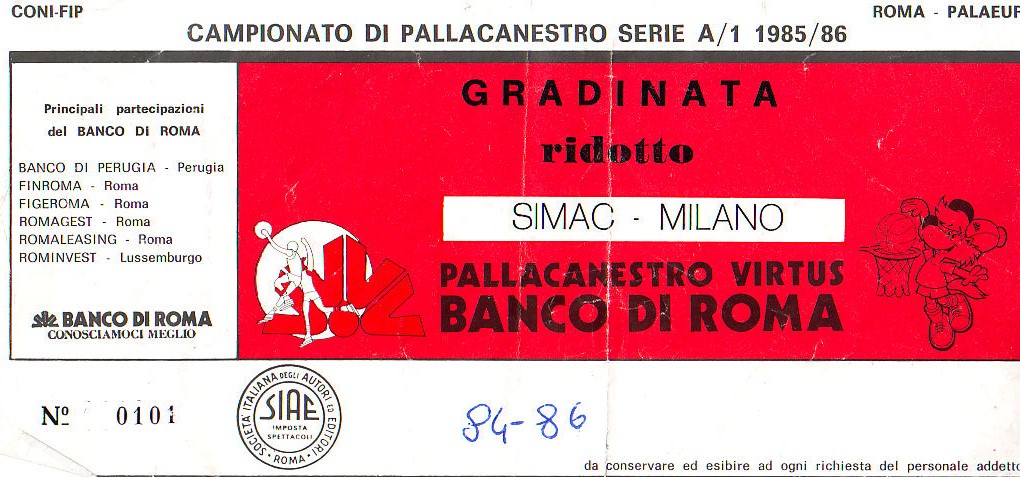 CONI-FIP
ROMA - PALAEUR
CAMPIONATO DI PALLACANESTRO SERIE A/1 1985/86
Principali partecipazioni
del BANCO DI ROMA
BANCO DI PERUGIA - Perugia
FINROMA - Roma
FIGEROMA - Roma
ROMAGEST - Roma
ROMALEASING - Roma
ROMINVEST - Lussemburgo
BANCO DI ROMA
CONOSCIAMOCI MEGLIO
GRADINATA
ridotto
SIMAC - MILANO
PALLACANESTRO VIRTUS
BANCO DI ROMA
Nº 0101
SOCIETA' ITALIANA DEGLI AUTORI ED EDITORI
SIAE
IMPOSTA
SPETTACOLI
• ROMA •
84-86
da conservare ed esibire ad ogni richiesta del personale addetto